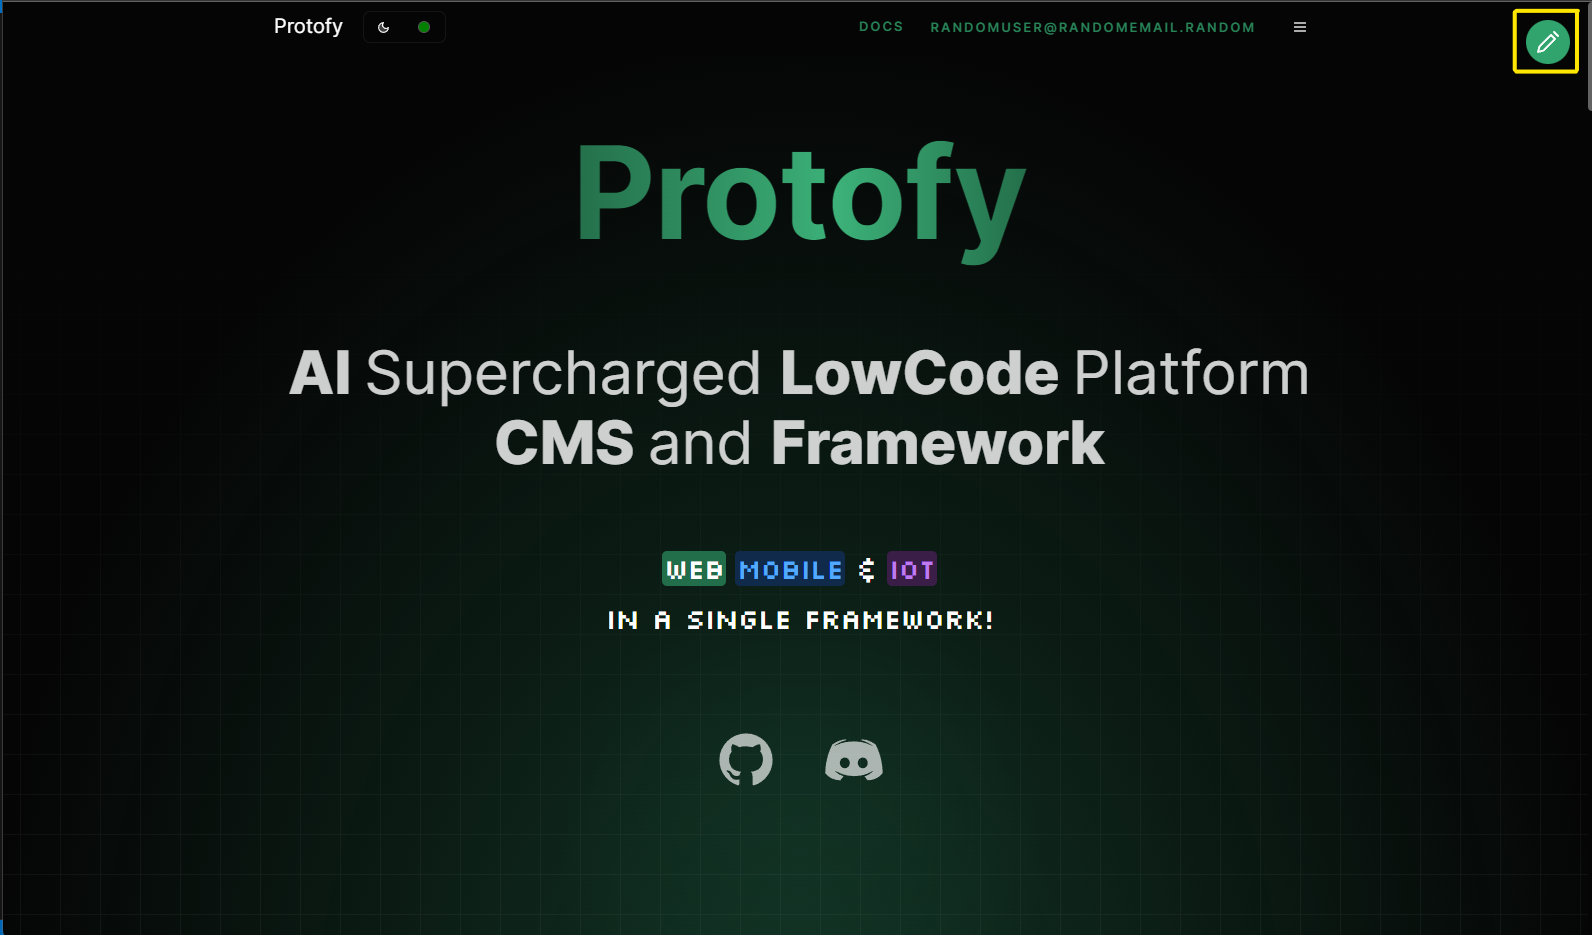 Protofy
DOCS
RANDOMUSER@RANDOMEMAIL.RANDOM
Protofy
AI Supercharged LowCode Platform
CMS and Framework
WEB MOBILE & IOT
IN A SINGLE FRAMEWORK!